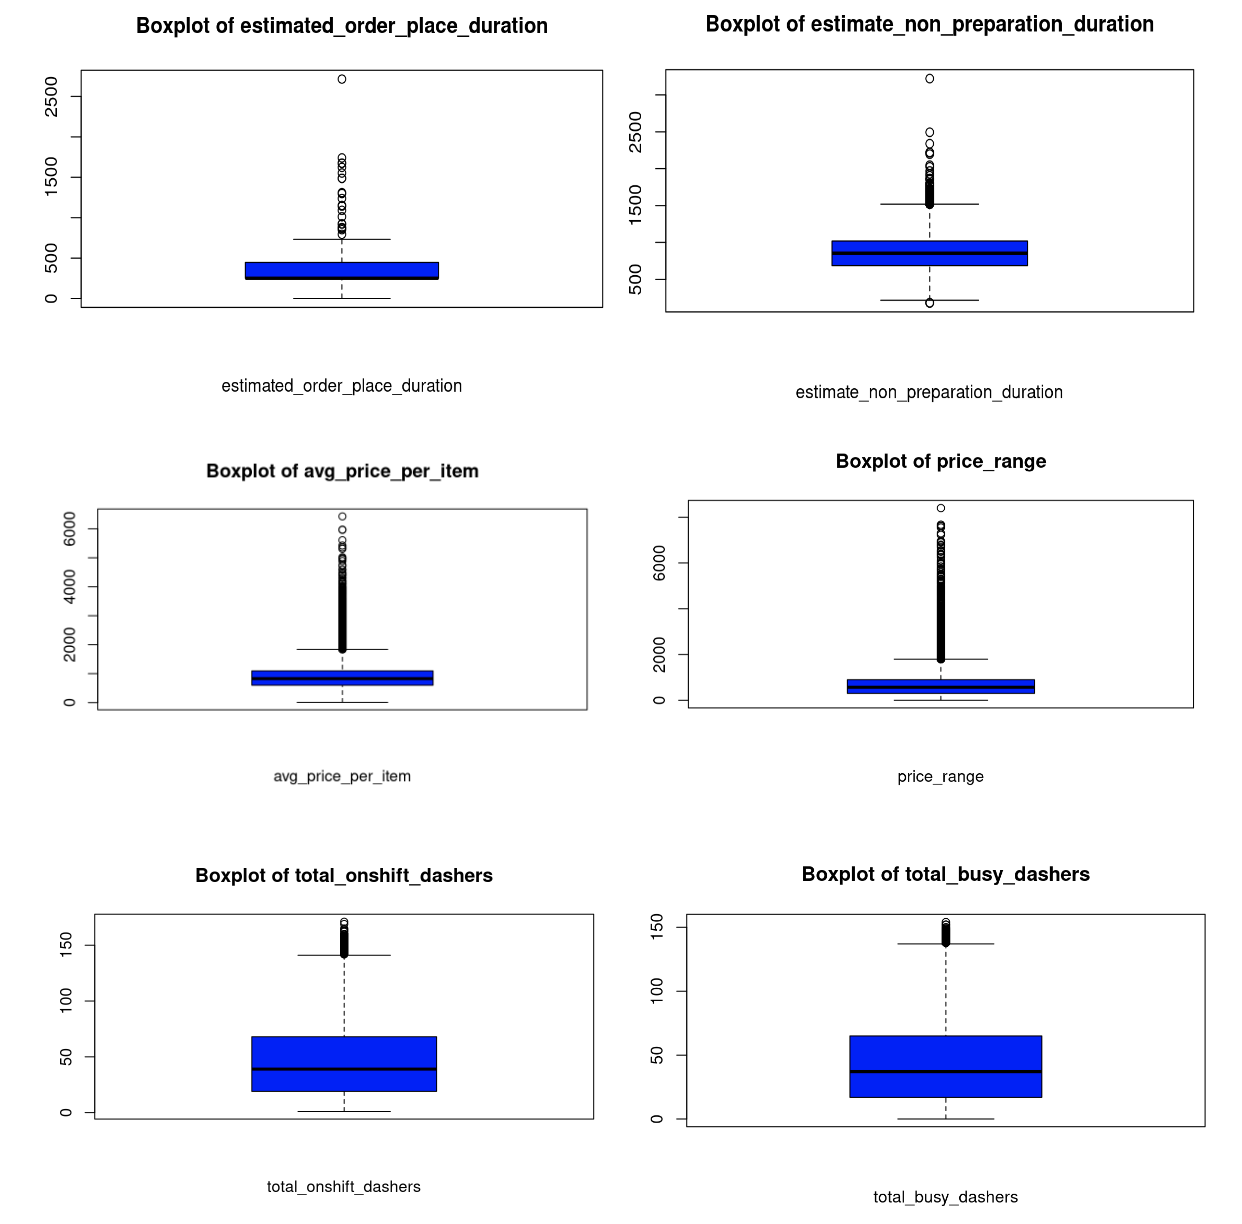 Boxplot of estimated_order_place_duration
2500
1500
500
0
estimated_order_place_duration
Boxplot of estimate_non_preparation_duration
2500
1500
500
estimate_non_preparation_duration
Boxplot of avg_price_per_item
6000
4000
2000
0
avg_price_per_item
Boxplot of price_range
6000
2000
0
price_range
Boxplot of total_onshift_dashers
150
100
50
0
total_onshift_dashers
Boxplot of total_busy_dashers
150
100
50
0
total_busy_dashers